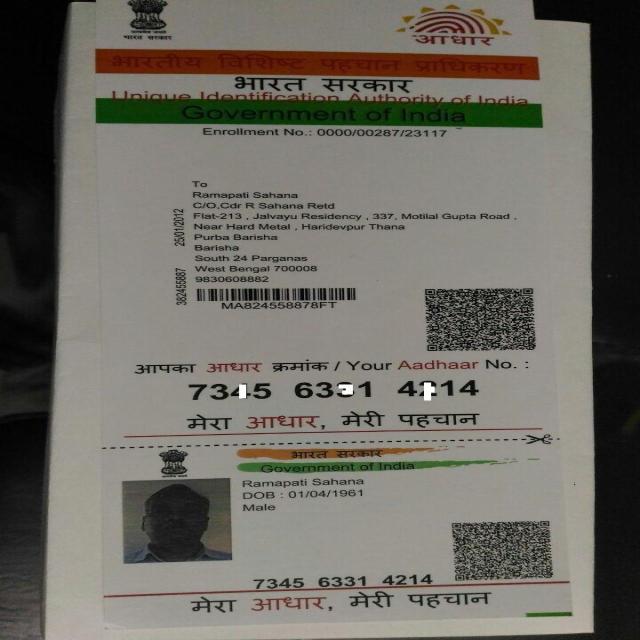 भारत सरकार
आधार
भारतीय विशिष्ट पहचान प्राधिकरण
भारत सरकार
Unique Identification Authority of India
Government of India
Enrollment No.: 0000/00287/23117
To
Ramapati Sahana
C/O,Cdr R Sahana Retd
Flat-213 , Jalvayu Residency , 337, Motilal Gupta Road ,
Near Hard Metal , Haridevpur Thana
Purba Barisha
Barisha
South 24 Parganas
West Bengal 700008
9830608882
25/01/2012
382455887
MA824558878FT
आपका आधार क्रमांक / Your Aadhaar No. :
7345 6331 4214
मेरा आधार, मेरी पहचान
भारत सरकार
Government of India
Ramapati Sahana
DOB : 01/04/1961
Male
7345 6331 4214
मेरा आधार, मेरी पहचान